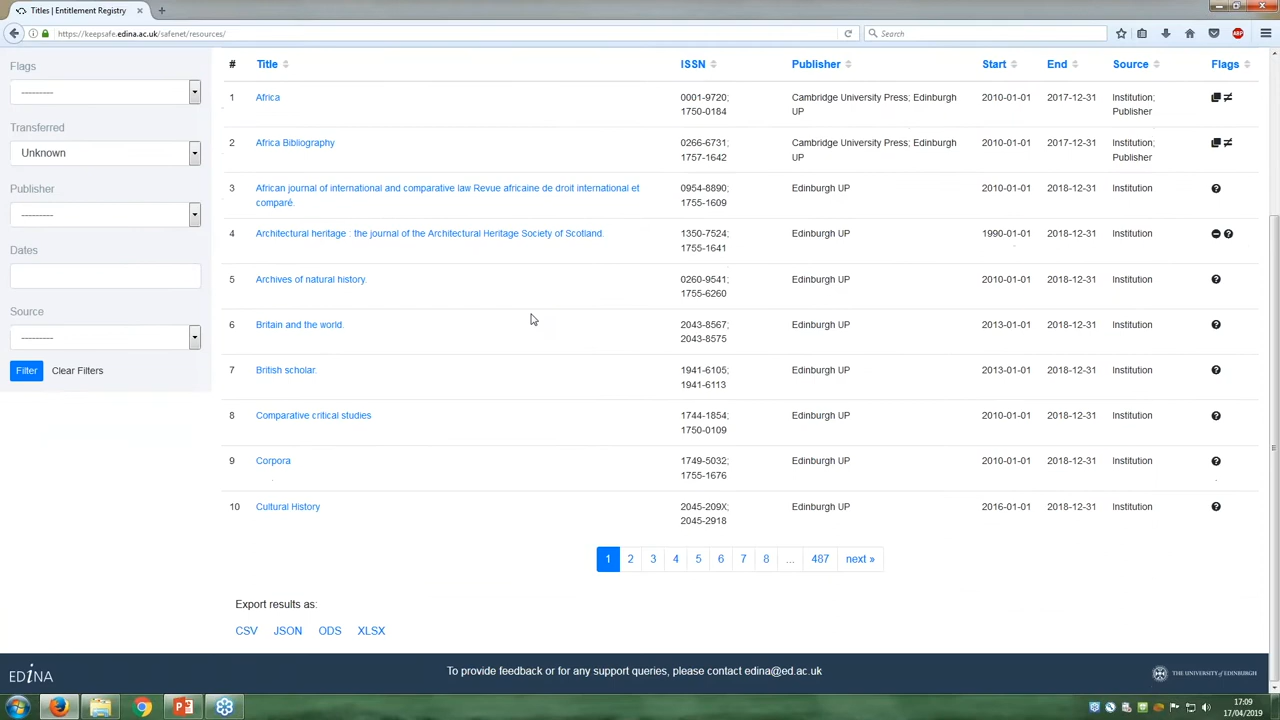 Titles | Entitlement Registry
https://keepsafe.edina.ac.uk/safenet/resources/
Search
ABP
Flags
---------
Transferred
Unknown
Publisher
---------
Dates
Source
---------
Filter Clear Filters
# Title ISSN Publisher Start End Source Flags
1 Africa 0001-9720; Cambridge University Press; Edinburgh 2010-01-01 2017-12-31 Institution;
1750-0184 UP Publisher
2 Africa Bibliography 0266-6731; Cambridge University Press; Edinburgh 2010-01-01 2017-12-31 Institution;
1757-1642 UP Publisher
3 African journal of international and comparative law Revue africaine de droit international et 0954-8890; Edinburgh UP 2010-01-01 2018-12-31 Institution
comparé. 1755-1609
4 Architectural heritage : the journal of the Architectural Heritage Society of Scotland. 1350-7524; Edinburgh UP 1990-01-01 2018-12-31 Institution
1755-1641
5 Archives of natural history. 0260-9541; Edinburgh UP 2010-01-01 2018-12-31 Institution
1755-6260
6 Britain and the world. 2043-8567; Edinburgh UP 2013-01-01 2018-12-31 Institution
2043-8575
7 British scholar. 1941-6105; Edinburgh UP 2013-01-01 2018-12-31 Institution
1941-6113
8 Comparative critical studies 1744-1854; Edinburgh UP 2010-01-01 2018-12-31 Institution
1750-0109
9 Corpora 1749-5032; Edinburgh UP 2010-01-01 2018-12-31 Institution
1755-1676
10 Cultural History 2045-209X; Edinburgh UP 2016-01-01 2018-12-31 Institution
2045-2918
1 2 3 4 5 6 7 8 ... 487 next »
Export results as:
CSV JSON ODS XLSX
EDINA To provide feedback or for any support queries, please contact edina@ed.ac.uk THE UNIVERSITY of EDINBURGH
17:09
17/04/2019